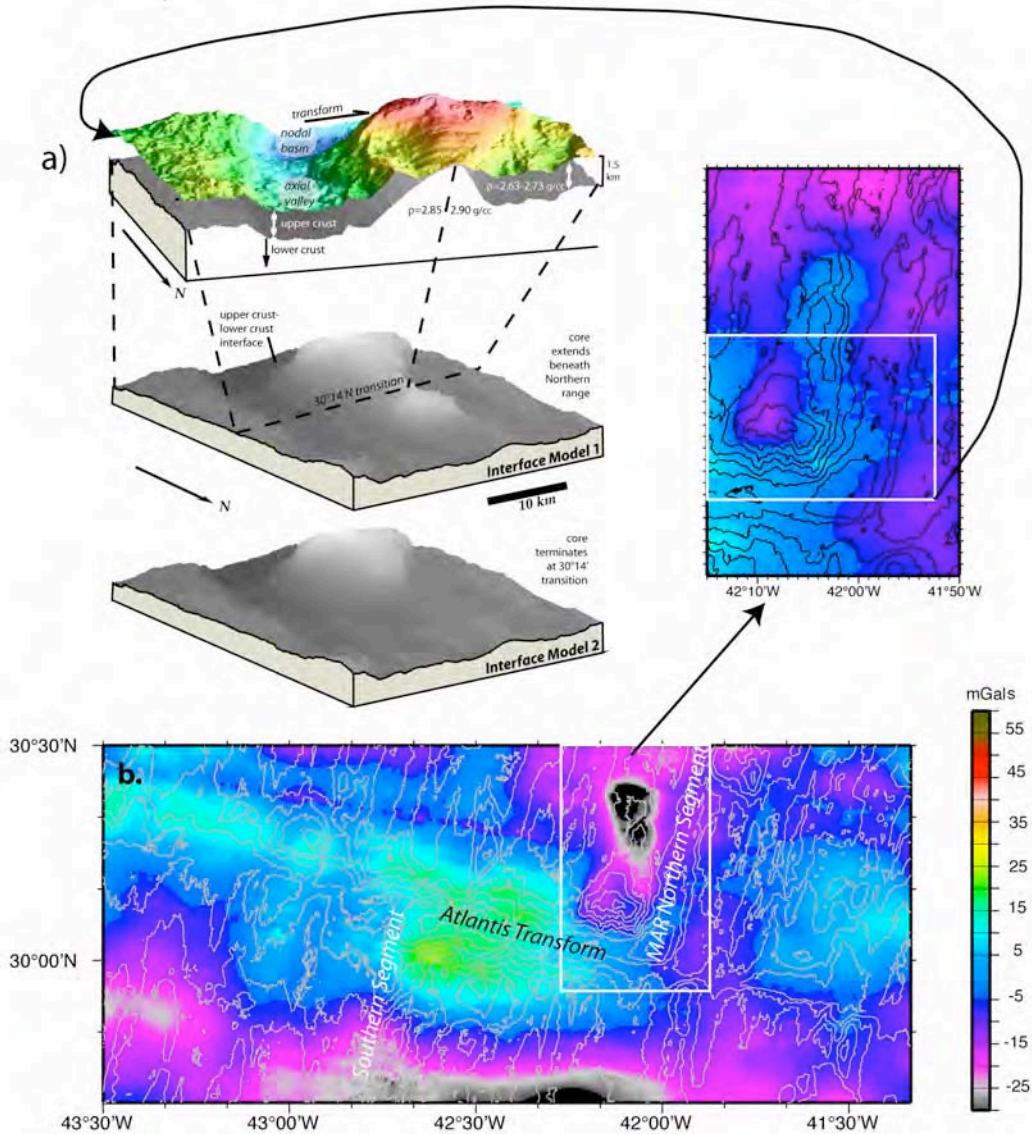 a)
transform
nodal
basin
axial
valley
upper crust
lower crust
ρ=2.63-2.73 g/cc
ρ=2.85 2.90 g/cc
1.5
km
N
upper crust-
lower crust
interface
30°14'N transition
core
extends
beneath
Northern
range
Interface Model 1
10 km
N
core
terminates
at 30°14'
transition
Interface Model 2
42°10'W
42°00'W
41°50'W
mGals
55
45
35
25
15
5
-5
-15
-25
b.
30°30'N
30°00'N
Southern Segment
Atlantis Transform
MAR Northern Segment
43°30'W
43°00'W
42°30'W
42°00'W
41°30'W